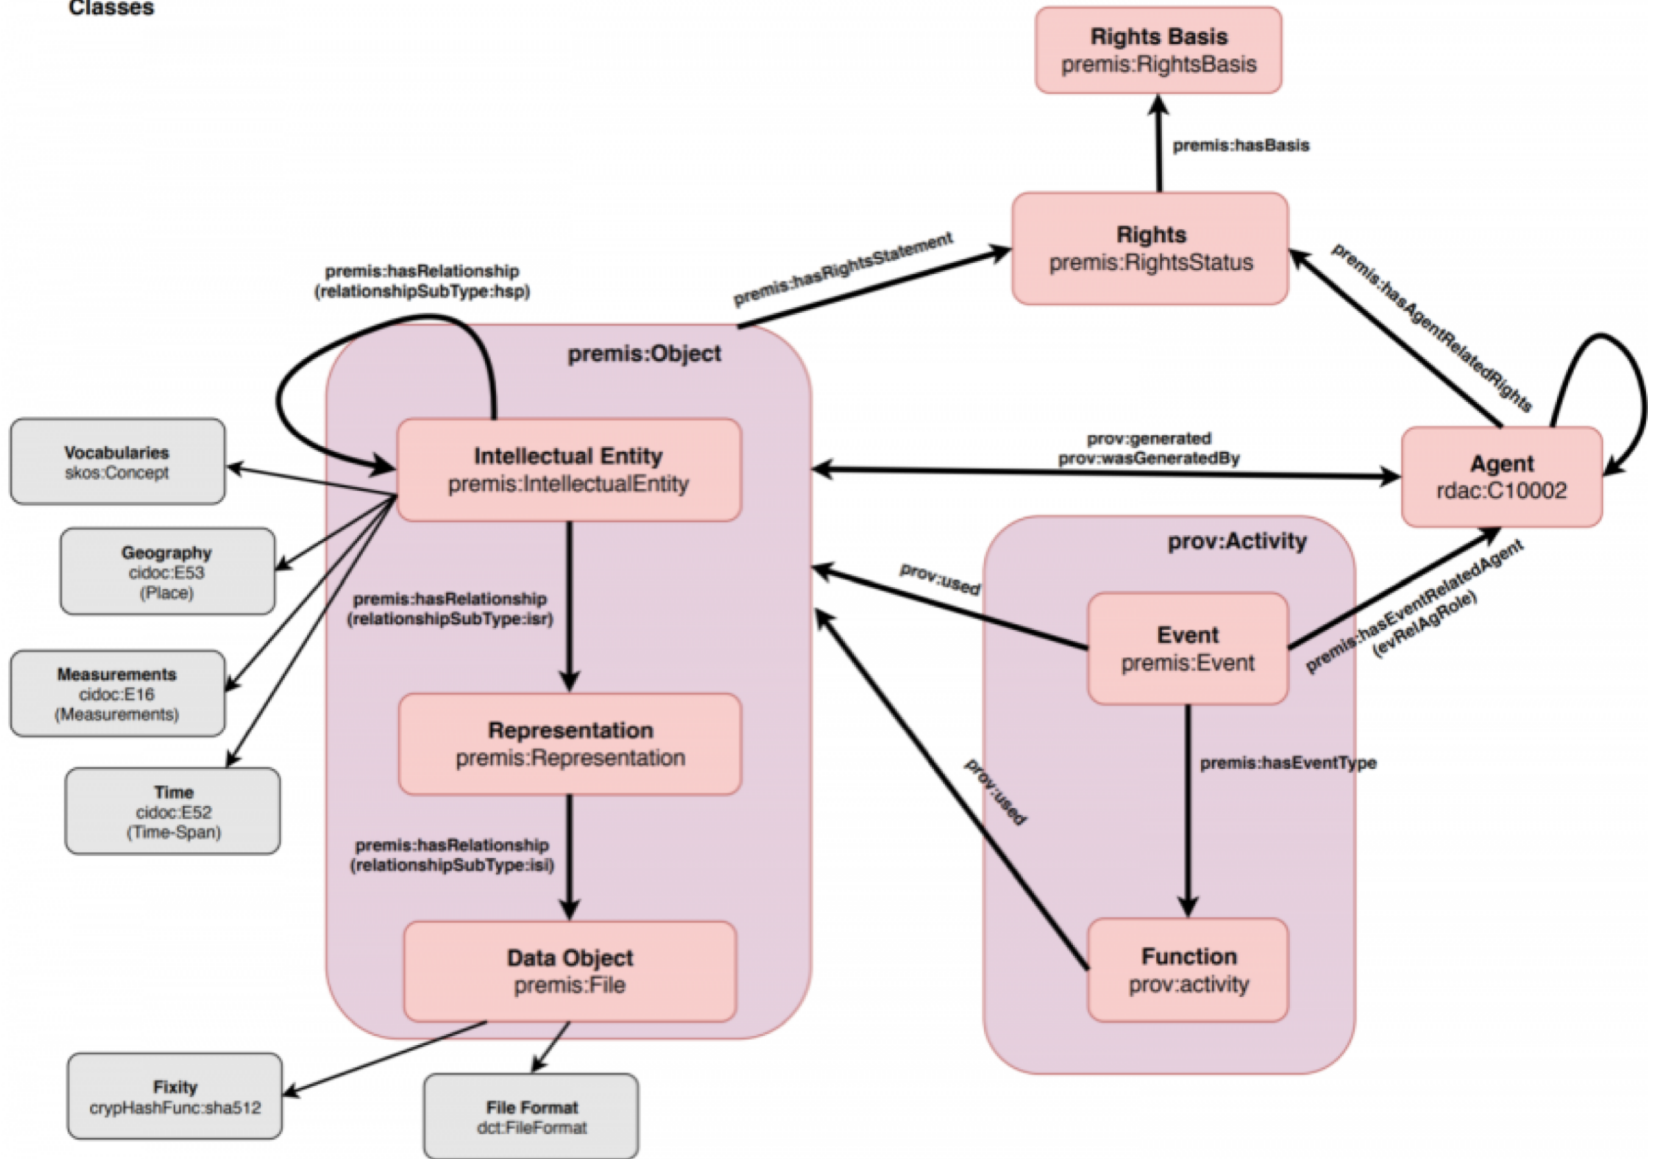 Classes
Rights Basis
premis:RightsBasis
premis:hasBasis
Rights
premis:RightsStatus
premis:hasRightsStatement
premis:hasAgentRelatedRights
premis:hasRelationship
(relationshipSubType:hsp)
premis:Object
Intellectual Entity
premis:IntellectualEntity
prov:generated
prov:wasGeneratedBy
Agent
rdac:C10002
Vocabularies
skos:Concept
Geography
cidoc:E53
(Place)
Measurements
cidoc:E16
(Measurements)
Time
cidoc:E52
(Time-Span)
premis:hasRelationship
(relationshipSubType:isr)
Representation
premis:Representation
premis:hasRelationship
(relationshipSubType:isi)
Data Object
premis:File
Fixity
crypHashFunc:sha512
File Format
dct:FileFormat
prov:Activity
prov:used
Event
premis:Event
premis:hasEventRelatedAgent
(evRelAgRole)
premis:hasEventType
prov:used
Function
prov:activity